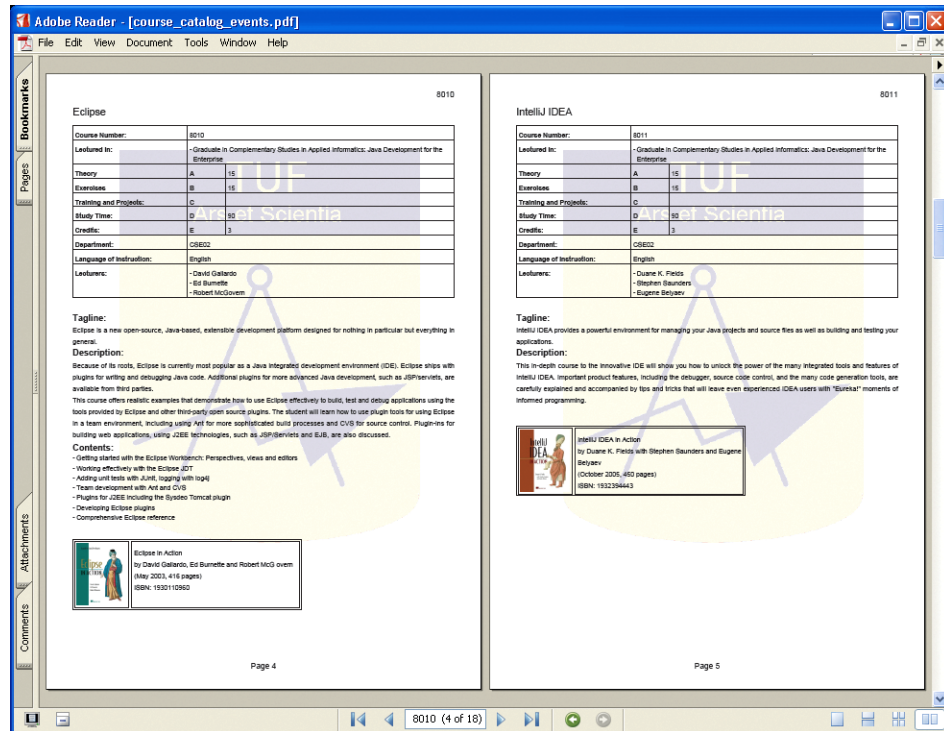 Adobe Reader - [course_catalog_events.pdf]
File Edit View Document Tools Window Help
Bookmarks
Pages
Attachments
Comments
8010
Eclipse
Course Number: 8010
Lectured in: - Graduate in Complementary Studies in Applied Informatics: Java Development for the
Enterprise
Theory A 15
Exercises B 15
Training and Projects: C
Study Time: D 90
Credits: E 3
Department: CSE02
Language of Instruction: English
Lecturers: - David Gallardo
- Ed Burnette
- Robert McGovern
TUF
Ars et Scientia
Tagline:
Eclipse is a new open-source, Java-based, extensible development platform designed for nothing in particular but everything in
general.
Description:
Because of its roots, Eclipse is currently most popular as a Java integrated development environment (IDE). Eclipse ships with
plugins for writing and debugging Java code. Additional plugins for more advanced Java development, such as JSP/servlets, are
available from third parties.
This course offers realistic examples that demonstrate how to use Eclipse effectively to build, test and debug applications using the
tools provided by Eclipse and other third-party open source plugins. The student will learn how to use plugin tools for using Eclipse
in a team environment, including using Ant for more sophisticated build processes and CVS for source control. Plugin-ins for
building web applications, using J2EE technologies, such as JSP/Servlets and EJB, are also discussed.
Contents:
- Getting started with the Eclipse Workbench: Perspectives, views and editors
- Working effectively with the Eclipse JDT
- Adding unit tests with JUnit, logging with log4j
- Team development with Ant and CVS
- Plugins for J2EE including the Sysdeo Tomcat plugin
- Developing Eclipse plugins
- Comprehensive Eclipse reference
Eclipse
IN ACTION
Eclipse in Action
by David Gallardo, Ed Burnette and Robert McG overn
(May 2003, 416 pages)
ISBN: 1930110960
Page 4
8011
IntelliJ IDEA
Course Number: 8011
Lectured in: - Graduate in Complementary Studies in Applied Informatics: Java Development for the
Enterprise
Theory A 15
Exercises B 15
Training and Projects: C
Study Time: D 90
Credits: E 3
Department: CSE02
Language of Instruction: English
Lecturers: - Duane K. Fields
- Stephen Saunders
- Eugene Belyaev
TUF
Ars et Scientia
Tagline:
IntelliJ IDEA provides a powerful environment for managing your Java projects and source files as well as building and testing your
applications.
Description:
This in-depth course to the innovative IDE will show you how to unlock the power of the many integrated tools and features of
IntelliJ IDEA. Important product features, including the debugger, source code control, and the many code generation tools, are
carefully explained and accompanied by tips and tricks that will leave even experienced IDEA users with "Eureka!" moments of
informed programming.
IntelliJ
IDEA
IN ACTION
IntelliJ IDEA in Action
by Duane K. Fields with Stephen Saunders and Eugene
Belyaev
(October 2005, 450 pages)
ISBN: 1932394443
Page 5
8010 (4 of 18)